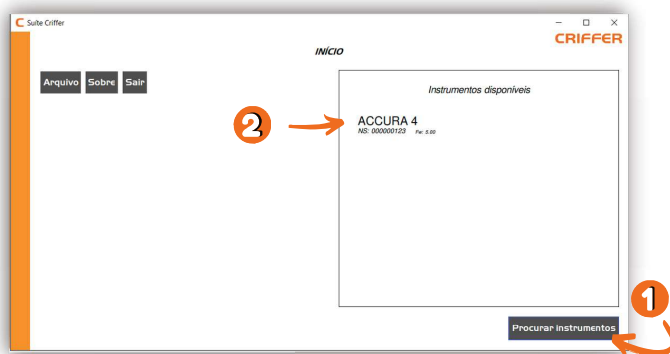 Suíte Criffer
CRIFFER
INÍCIO
Arquivo Sobre Sair
Instrumentos disponíveis
2
ACCURA 4
NS: 000000123 Fw: 5.00
1
Procurar instrumentos